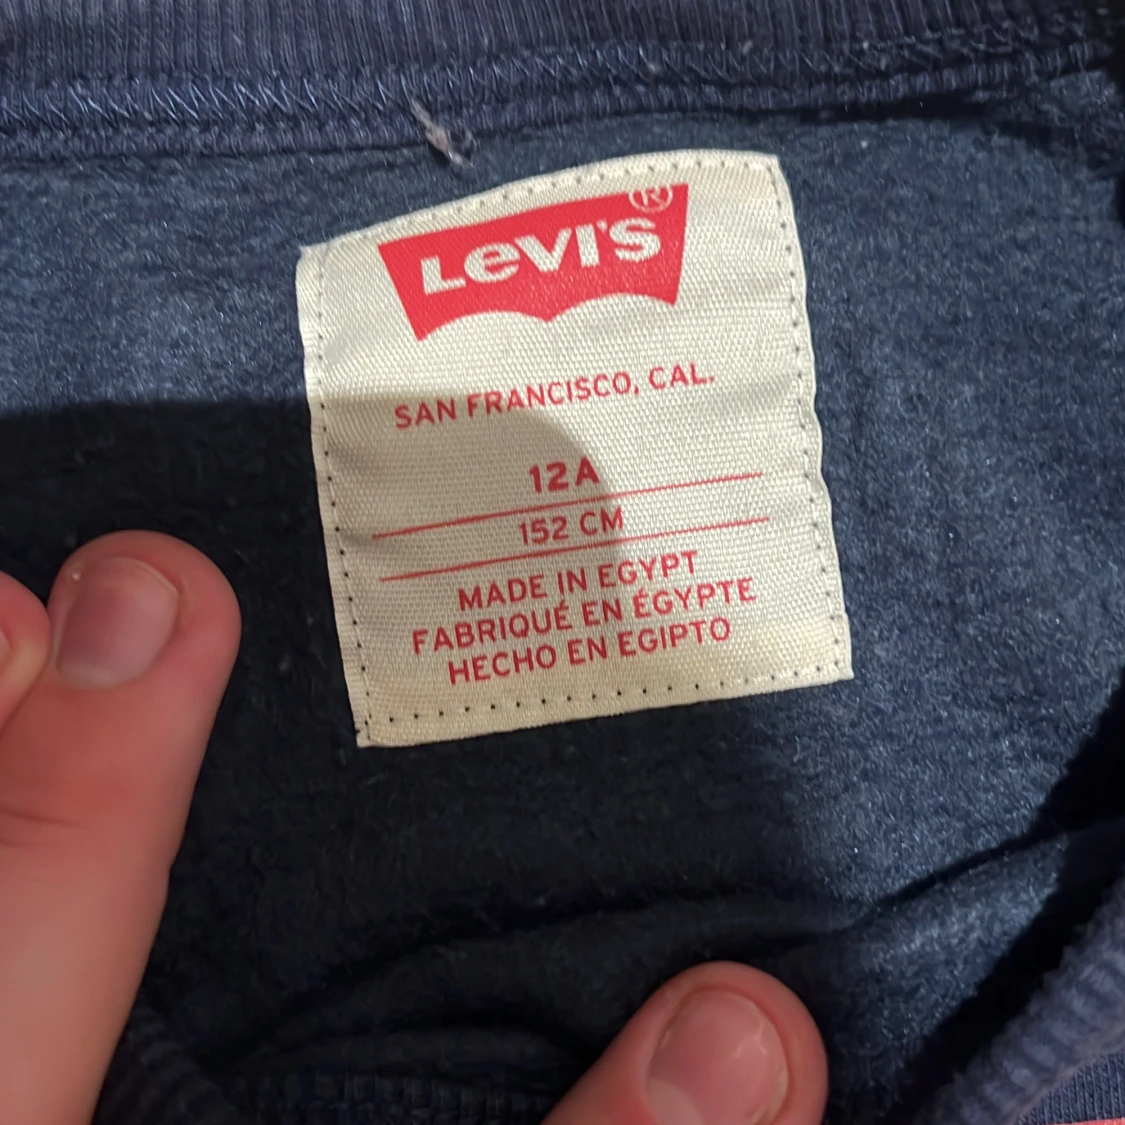 Levi's®
SAN FRANCISCO, CAL.
12A
152 CM
MADE IN EGYPT
FABRIQUÉ EN ÉGYPTE
HECHO EN EGIPTO